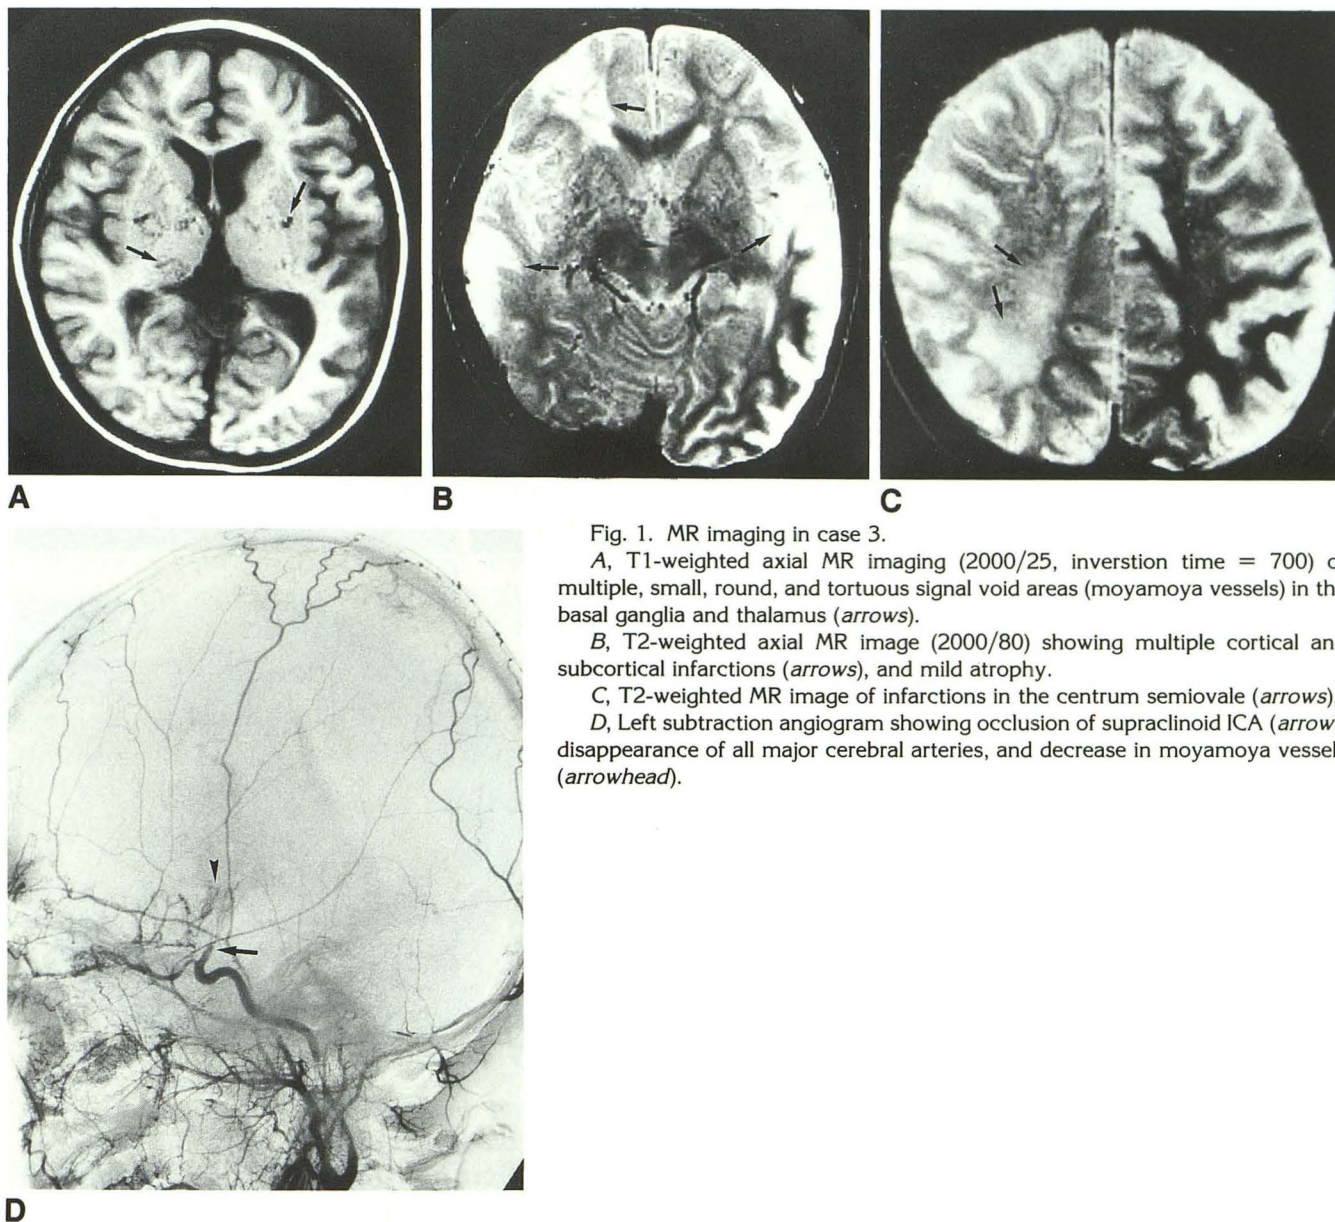 A
B
C
Fig. 1. MR imaging in case 3.
A, T1-weighted axial MR imaging (2000/25, inverstion time = 700) o
multiple, small, round, and tortuous signal void areas (moyamoya vessels) in th
basal ganglia and thalamus (arrows).
B, T2-weighted axial MR image (2000/80) showing multiple cortical an
subcortical infarctions (arrows), and mild atrophy.
C, T2-weighted MR image of infarctions in the centrum semiovale (arrows)
D, Left subtraction angiogram showing occlusion of supraclinoid ICA (arrow
disappearance of all major cerebral arteries, and decrease in moyamoya vessel
(arrowhead).
D